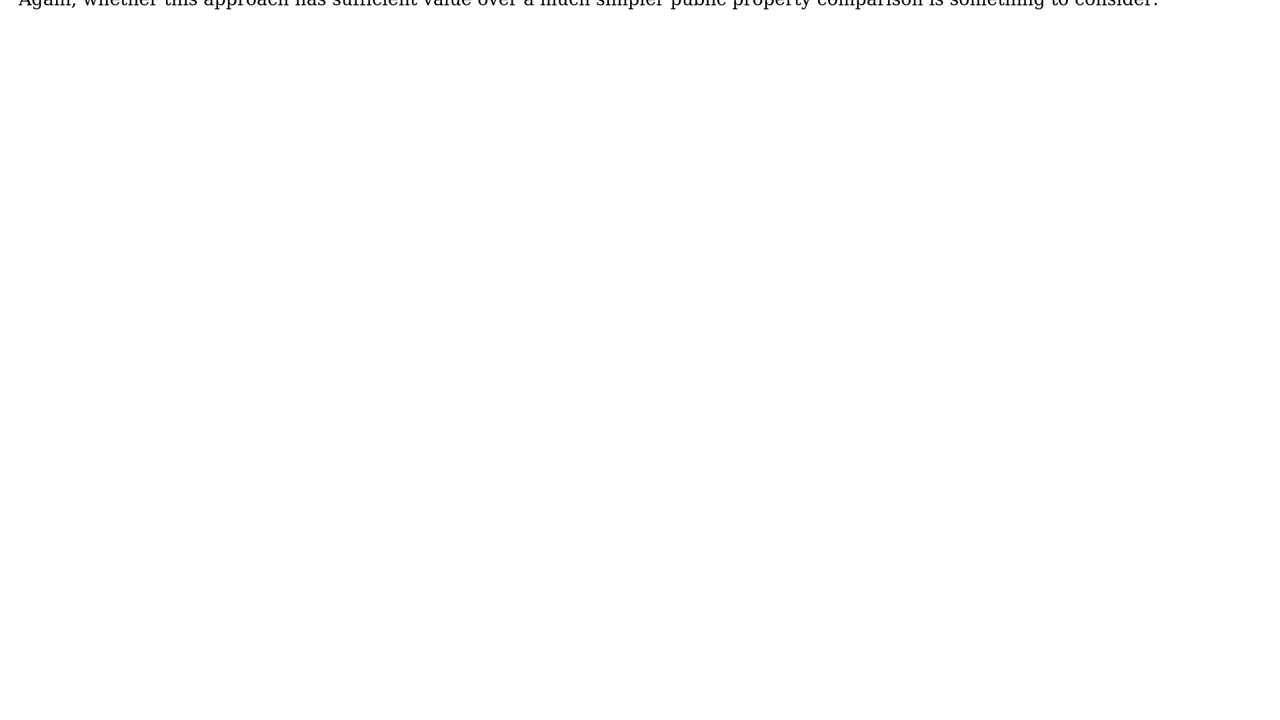 Again, whether this approach has sufficient value over a much simpler public property comparison is something to consider.